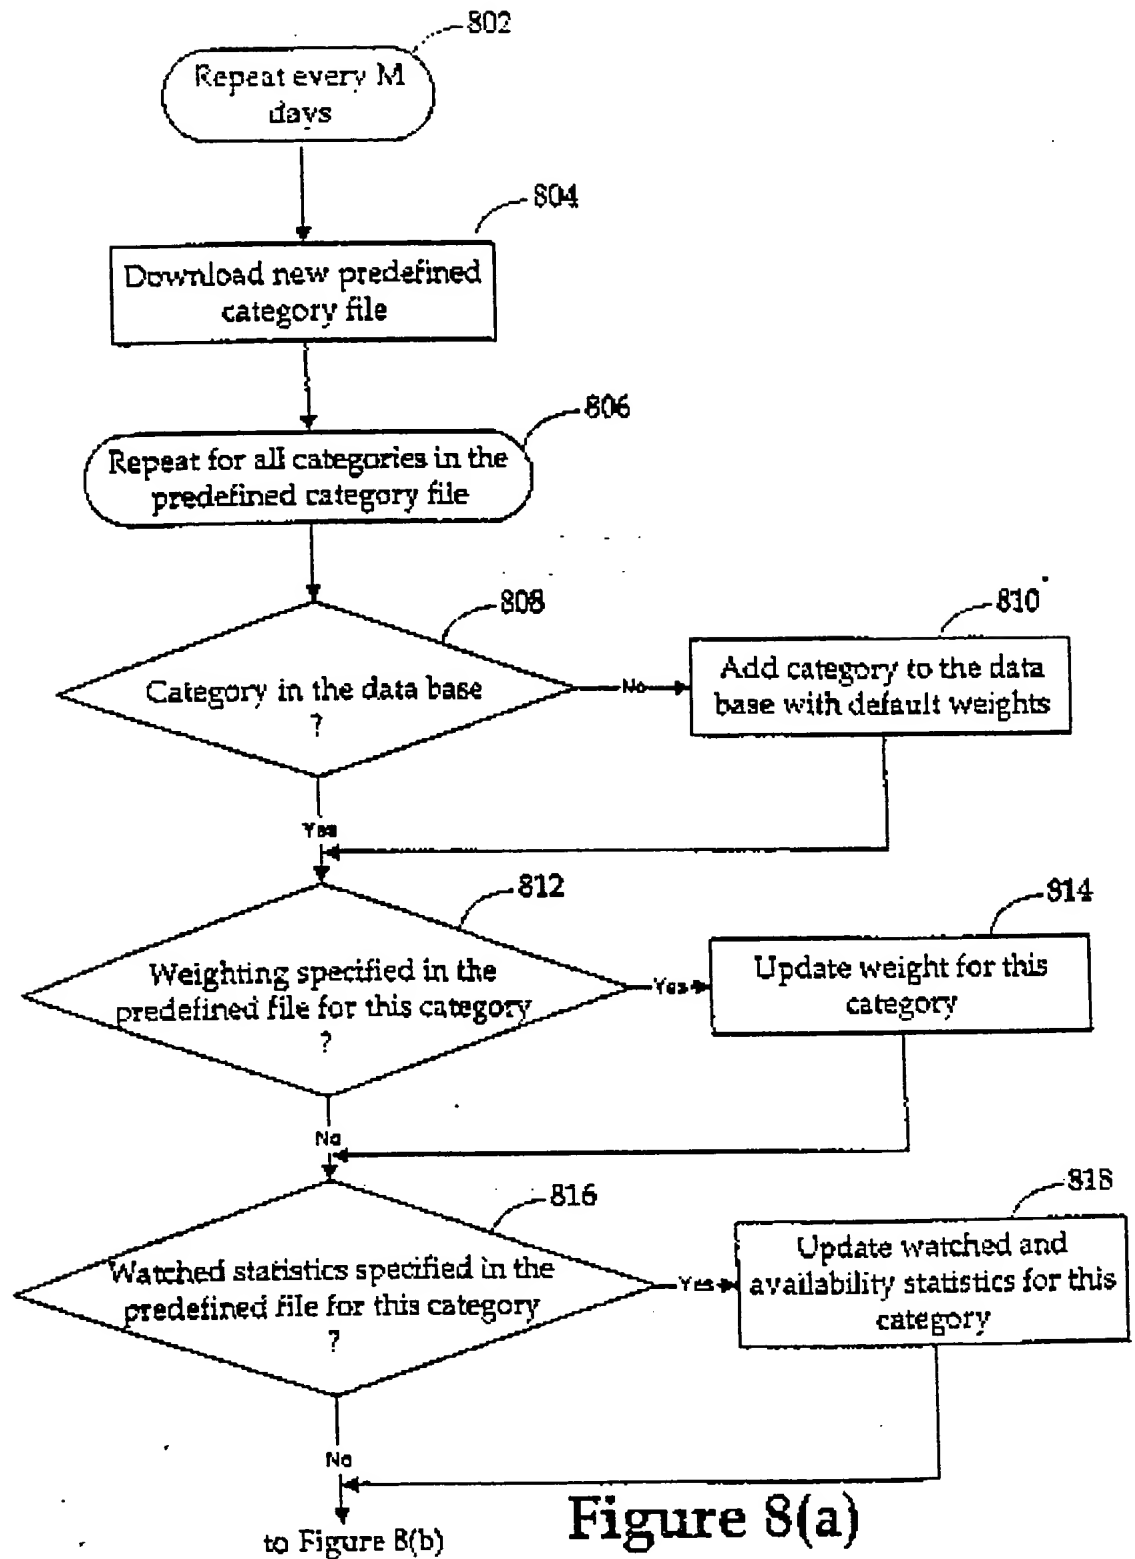 802
Repeat every M
days
804
Download new predefined
category file
806
Repeat for all categories in the
predefined category file
808
Category in the data base
?
No
810
Add category to the data
base with default weights
Yes
812
Weighting specified in the
predefined file for this category
?
Yes
814
Update weight for this
category
No
816
Watched statistics specified in the
predefined file for this category
?
Yes
818
Update watched and
availability statistics for this
category
No
to Figure 8(b)
Figure 8(a)